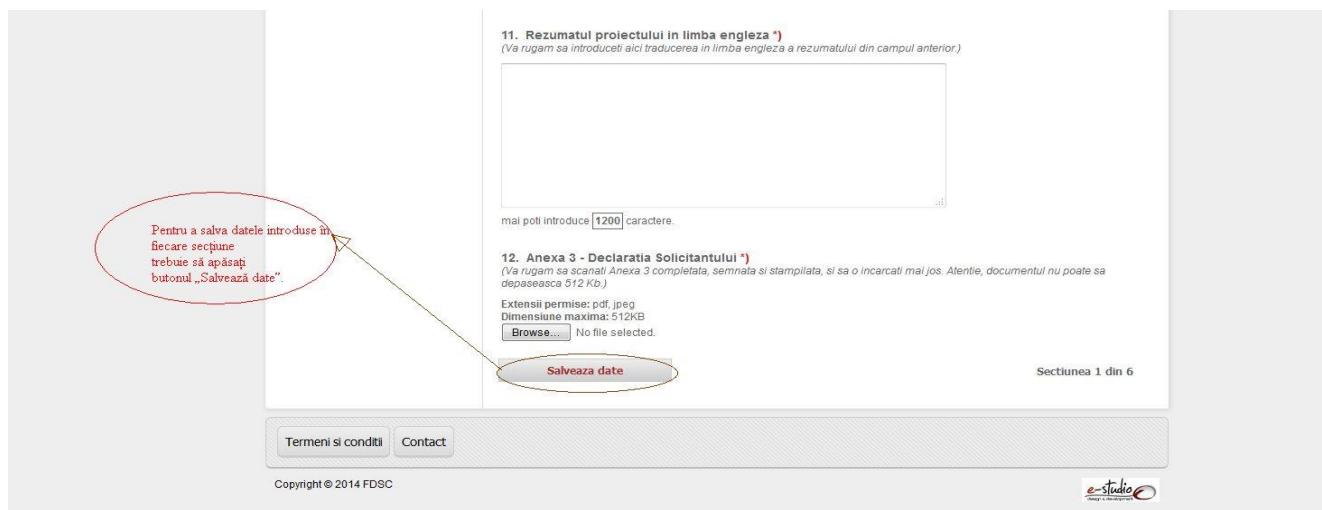 11. Rezumatul proiectului in limba engleza *)
(Va rugam sa introduceti aici traducerea in limba engleza a rezumatului din campul anterior.)
mai poti introduce 1200 caractere.
Pentru a salva datele introduse în
fiecare secțiune
trebuie să apăsați
butonul „Salvează date”.
12. Anexa 3 - Declaratia Solicitantului *)
(Va rugam sa scanati Anexa 3 completata, semnata si stampilata, si sa o incarcati mai jos. Atentie, documentul nu poate sa
depaseasca 512 Kb.)
Extensii permise: pdf, jpeg
Dimensiune maxima: 512KB
Browse... No file selected.
Salveaza date
Sectiunea 1 din 6
Termeni si conditii Contact
Copyright © 2014 FDSC
e-studio
design & development